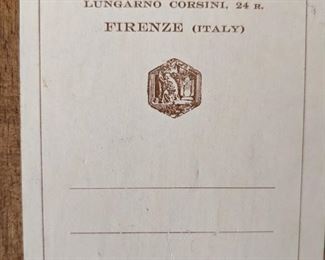 LUNGARNO CORSINI, 24 R.
FIRENZE (ITALY)